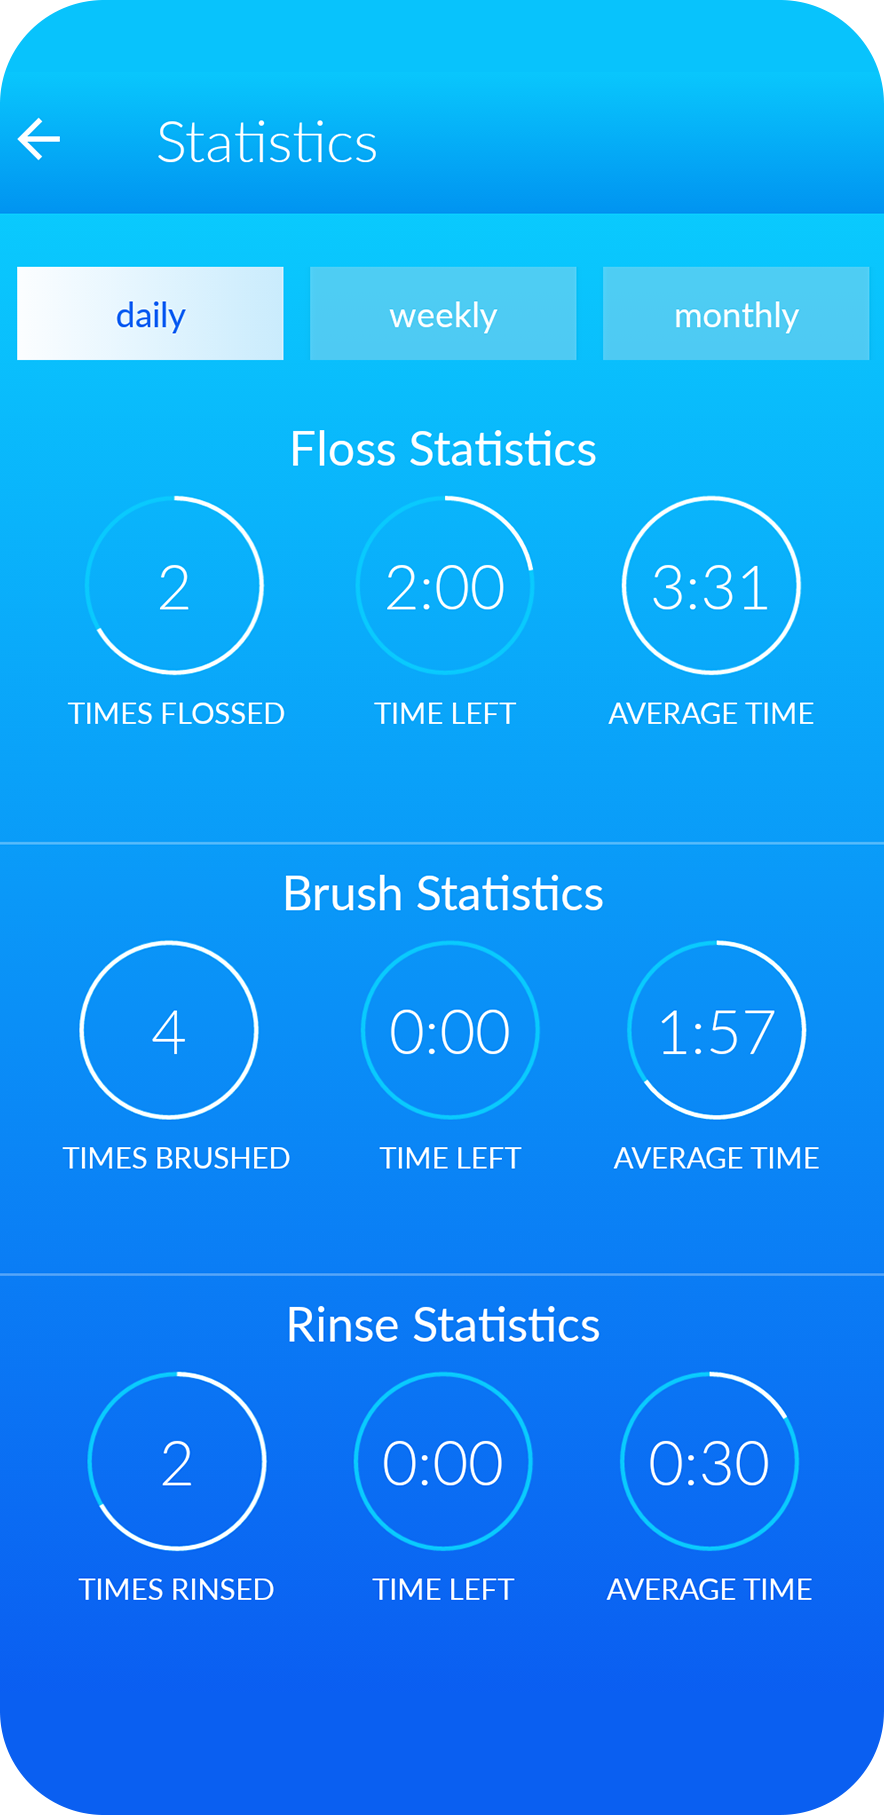 Statistics
daily weekly monthly
Floss Statistics
2 2:00 3:31
TIMES FLOSSED TIME LEFT AVERAGE TIME
Brush Statistics
4 0:00 1:57
TIMES BRUSHED TIME LEFT AVERAGE TIME
Rinse Statistics
2 0:00 0:30
TIMES RINSED TIME LEFT AVERAGE TIME